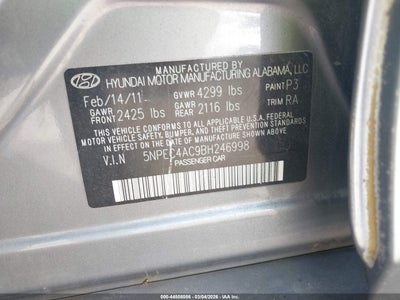 MANUFACTURED BY
HYUNDAI MOTOR MANUFACTURING ALABAMA, LLC
Feb/14/11 GVWR 4299 lbs PAINT P3
GAWR FRONT 2425 lbs GAWR REAR 2116 lbs TRIM RA
THIS VEHICLE CONFORMS TO ALL APPLICABLE U.S.A. FEDERAL
MOTOR VEHICLE SAFETY, BUMPER, AND THEFT PREVENTION
STANDARDS IN EFFECT ON THE DATE OF
MANUFACTURE SHOWN ABOVE.
V.I.N 5NPEC4AC9BH246998
PASSENGER CAR
900-44608088 03/04/2026 - IAA Inc.